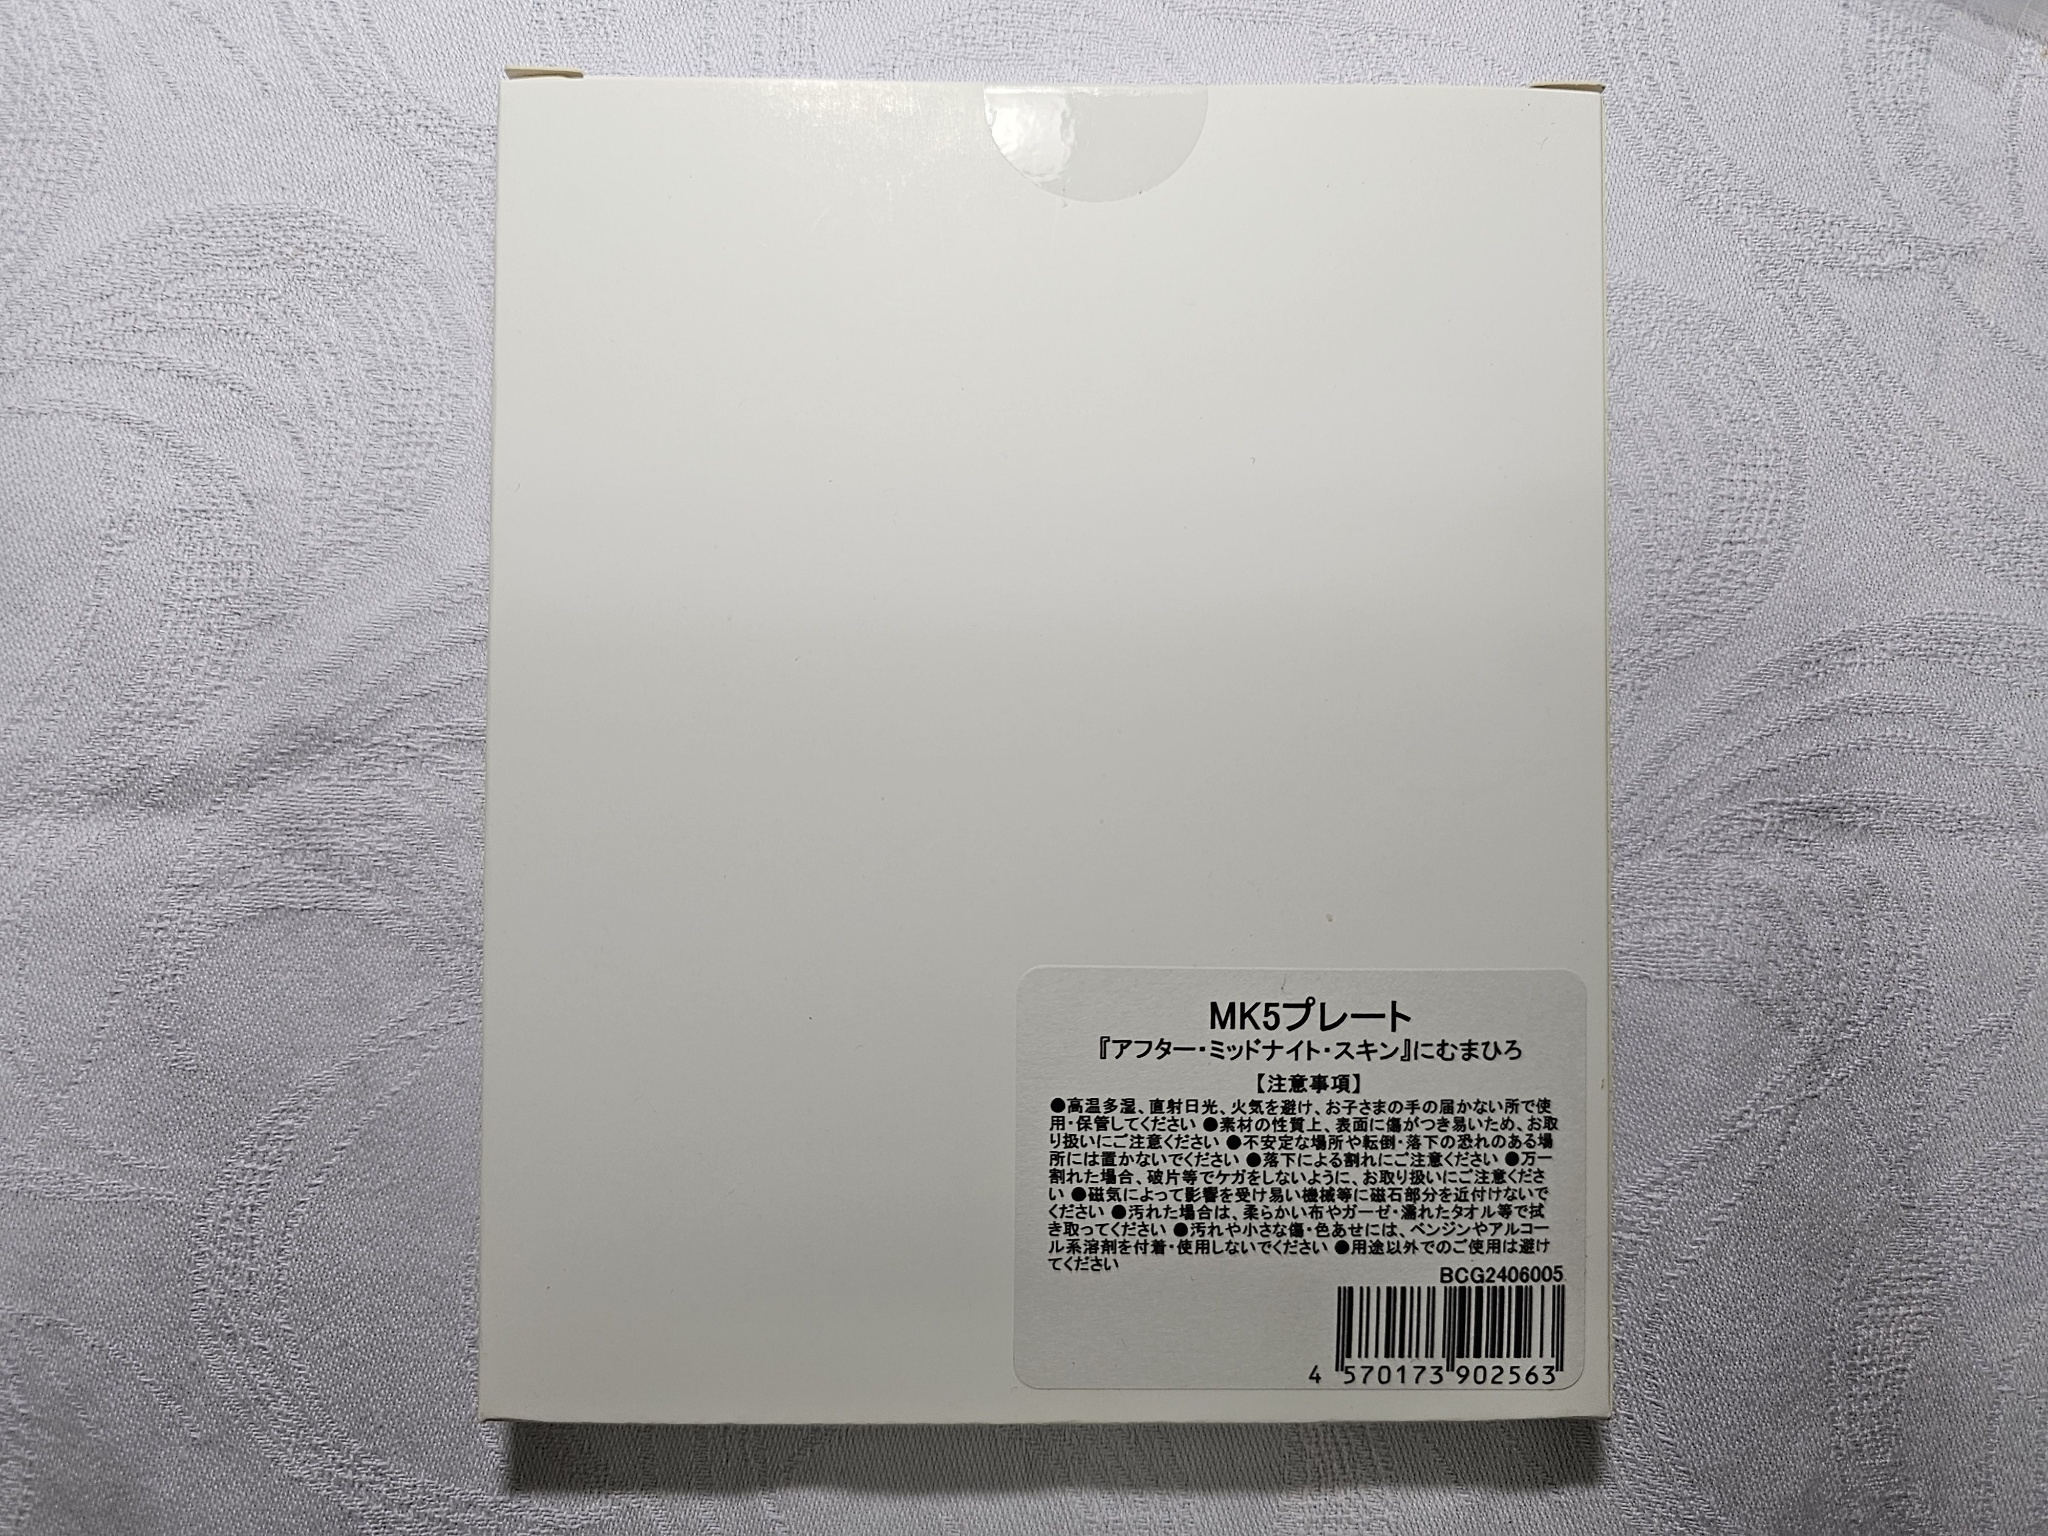 MK5プレート
『アフター・ミッドナイト・スキン』にむまひろ
【注意事項】
●高温多湿、直射日光、火気を避け、お子さまの手の届かない所で使
用・保管してください ●素材の性質上、表面に傷がつき易いため、お取
り扱いにご注意ください ●不安定な場所や転倒・落下の恐れのある場
所には置かないでください ●落下による割れにご注意ください ●万一
割れた場合、破片等でケガをしないように、お取り扱いにご注意くださ
い ●磁気によって影響を受け易い機械等に磁石部分を近付けないで
ください ●汚れた場合は、柔らかい布やガーゼ・濡れたタオル等で拭
き取ってください ●汚れや小さな傷・色あせには、ベンジンやアルコー
ル系溶剤を付着・使用しないでください ●用途以外でのご使用は避け
てください
BCG2406005
4 570173 902563